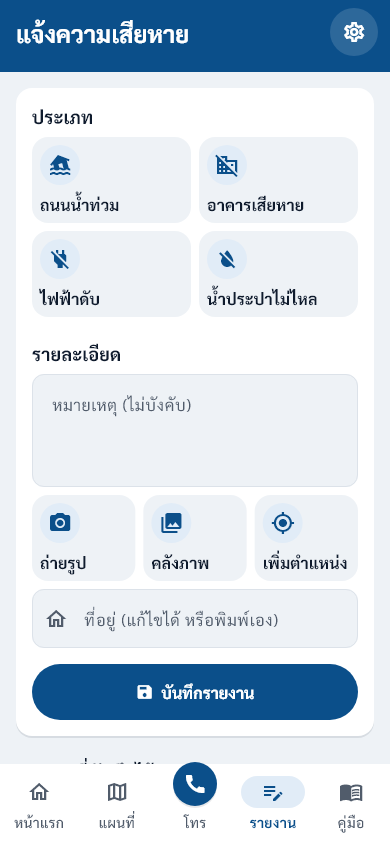 แจ้งความเสียหาย
ประเภท
ถนนน้ำท่วม
อาคารเสียหาย
ไฟฟ้าดับ
น้ำประปาไม่ไหล
รายละเอียด
หมายเหตุ (ไม่บังคับ)
ถ่ายรูป
คลังภาพ
เพิ่มตำแหน่ง
ที่อยู่ (แก้ไขได้ หรือพิมพ์เอง)
บันทึกรายงาน
หน้าแรก
แผนที่
โทร
รายงาน
คู่มือ